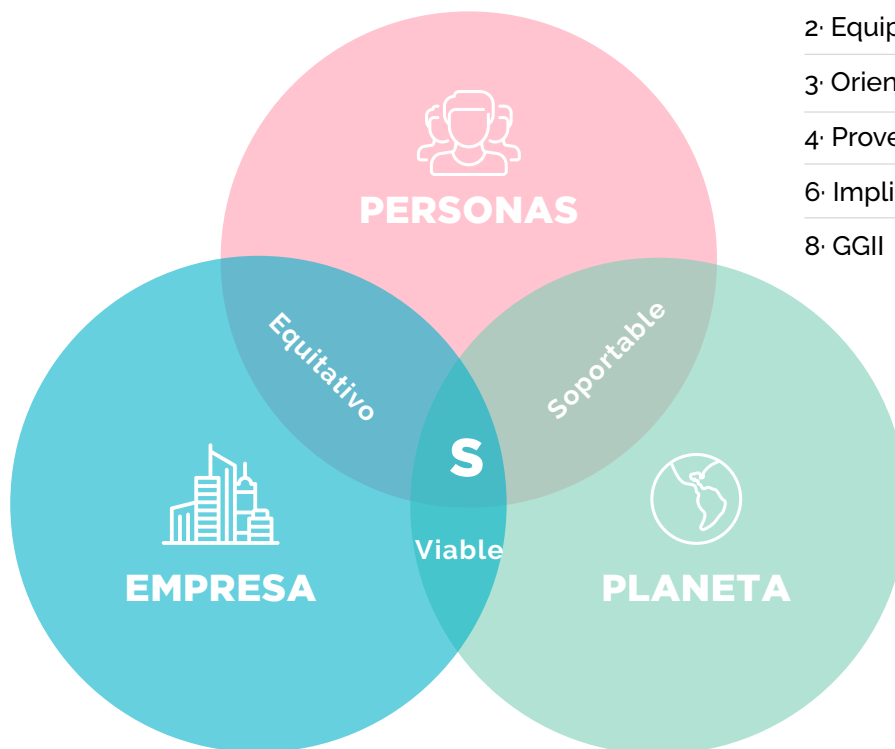 2· Equip
3· Orien
4· Prove
6· Impli
8· GGII
PERSONAS
Equitativo
Soportable
S
Viable
EMPRESA
PLANETA